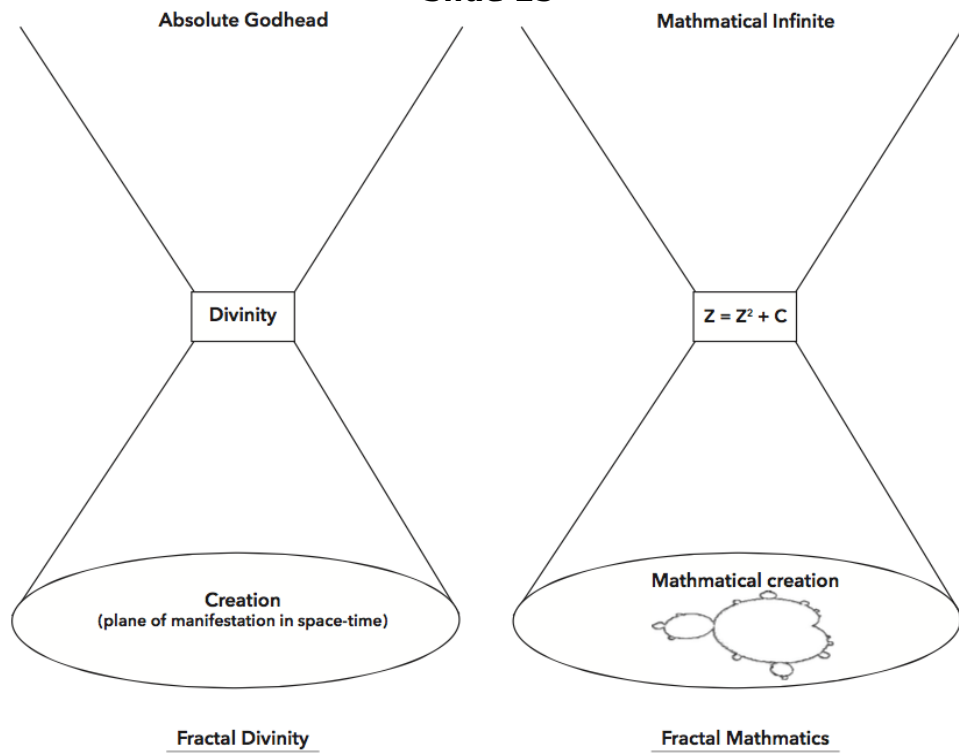 Absolute Godhead
Mathmatical Infinite
Divinity
Z = Z² + C
Creation
(plane of manifestation in space-time)
Mathmatical creation
Fractal Divinity
Fractal Mathmatics